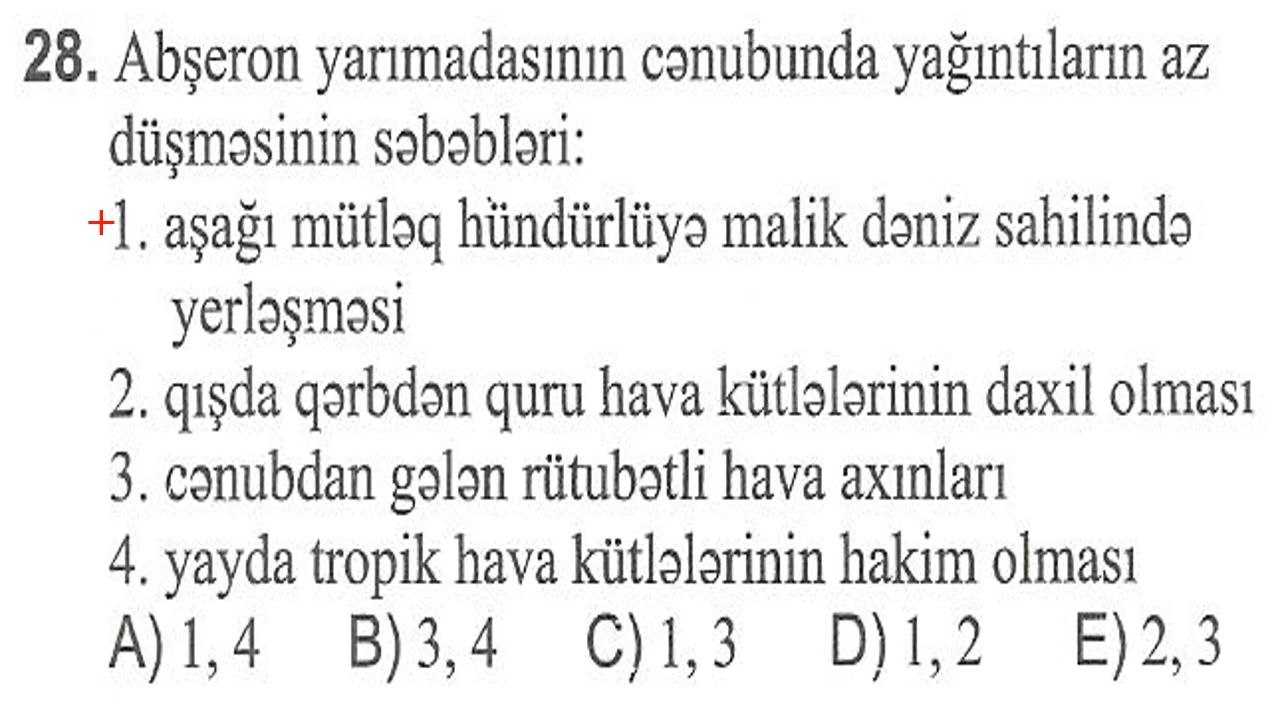 28. Abşeron yarımadasının cənubunda yağıntıların az
düşməsinin səbəbləri:
+1. aşağı mütləq hündürlüyə malik dəniz sahilində
yerləşməsi
2. qışda qərbdən quru hava kütlələrinin daxil olması
3. cənubdan gələn rütubətli hava axınları
4. yayda tropik hava kütlələrinin hakim olması
A) 1, 4 B) 3, 4 C) 1, 3 D) 1, 2 E) 2, 3